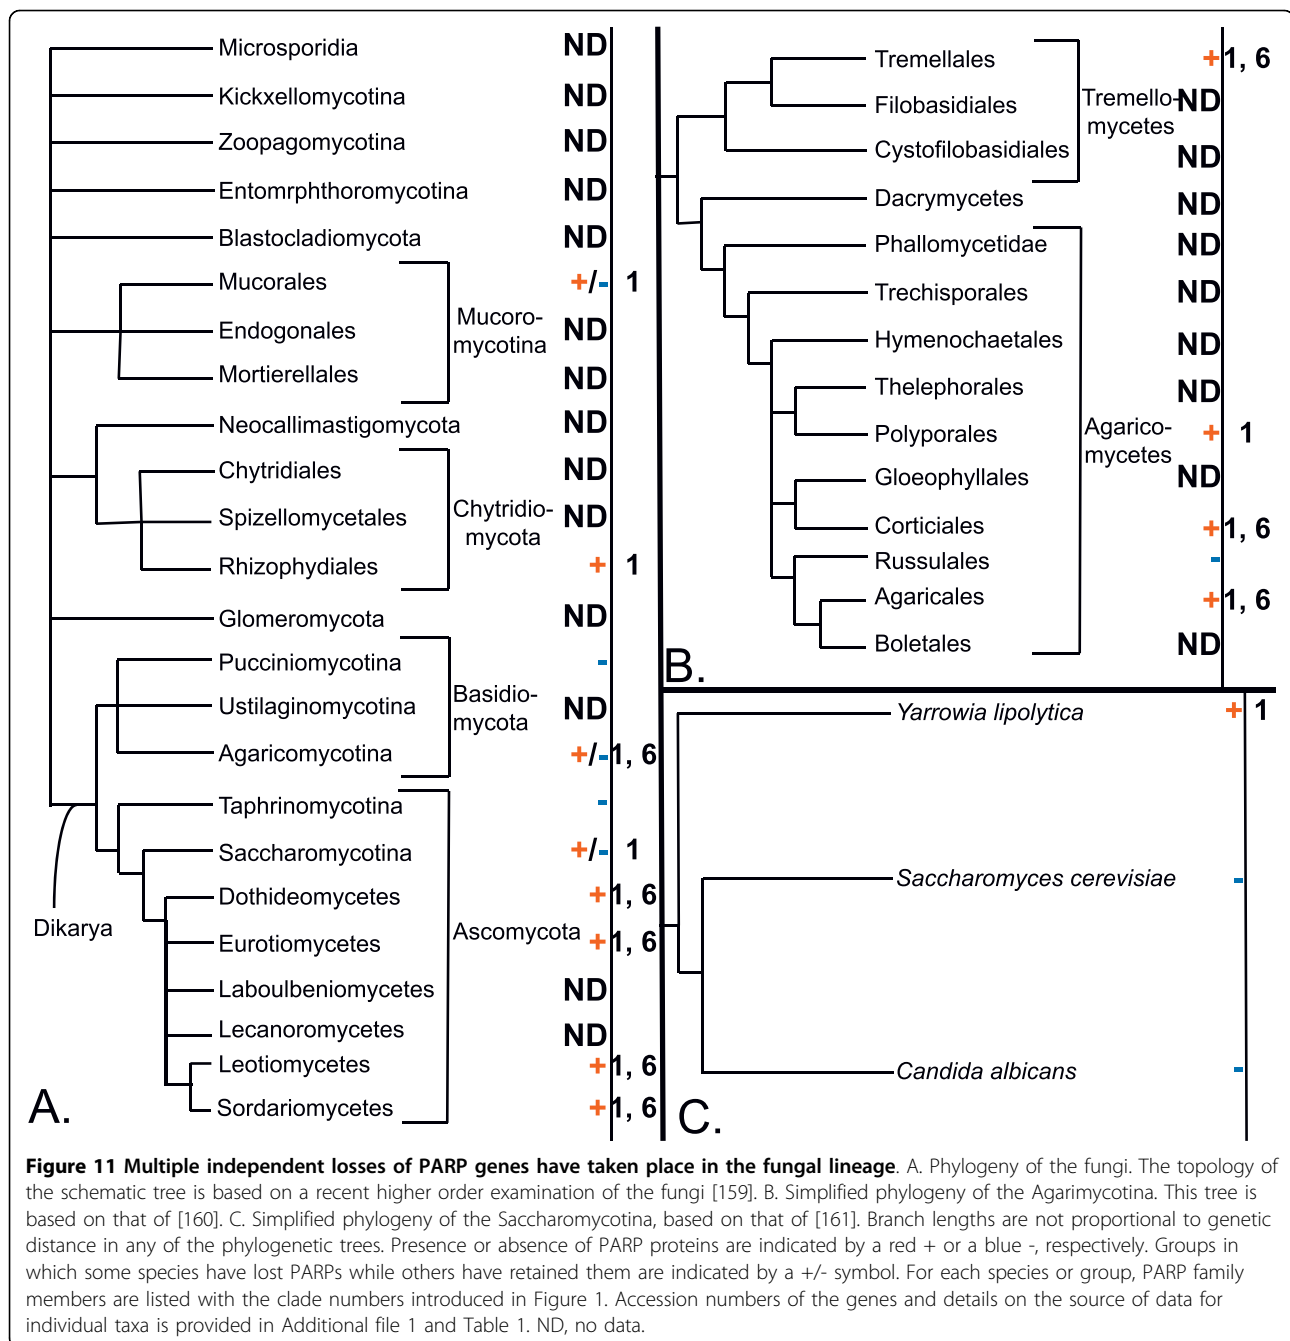 Microsporidia ND
Kickxellomycotina ND
Zoopagomycotina ND
Entomrphthoromycotina ND
Blastocladiomycota ND
Mucorales +/- 1
Endogonales ND
Mortierellales ND
Mucoro-
mycotina
Neocallimastigomycota ND
Chytridiales ND
Spizellomycetales ND
Rhizophydiales + 1
Chytridio-
mycota
Glomeromycota ND
Pucciniomycotina -
Ustilaginomycotina ND
Agaricomycotina +/- 1, 6
Basidio-
mycota
Taphrinomycotina -
Saccharomycotina +/- 1
Dothideomycetes + 1, 6
Eurotiomycetes + 1, 6
Laboulbeniomycetes ND
Lecanoromycetes ND
Leotiomycetes + 1, 6
Sordariomycetes + 1, 6
Ascomycota
Dikarya
A.
Tremellales + 1, 6
Filobasidiales ND
Cystofilobasidiales ND
Tremello-
mycetes
Dacrymycetes ND
Phallomycetidae ND
Trechisporales ND
Hymenochaetales ND
Thelephorales ND
Polyporales + 1
Gloeophyllales ND
Corticiales + 1, 6
Russulales -
Agaricales + 1, 6
Boletales ND
Agarico-
mycetes
B.
Yarrowia lipolytica + 1
Saccharomyces cerevisiae -
Candida albicans -
C.
Figure 11 Multiple independent losses of PARP genes have taken place in the fungal lineage. A. Phylogeny of the fungi. The topology of
the schematic tree is based on a recent higher order examination of the fungi [159]. B. Simplified phylogeny of the Agarimycotina. This tree is
based on that of [160]. C. Simplified phylogeny of the Saccharomycotina, based on that of [161]. Branch lengths are not proportional to genetic
distance in any of the phylogenetic trees. Presence or absence of PARP proteins are indicated by a red + or a blue -, respectively. Groups in
which some species have lost PARPs while others have retained them are indicated by a +/- symbol. For each species or group, PARP family
members are listed with the clade numbers introduced in Figure 1. Accession numbers of the genes and details on the source of data for
individual taxa is provided in Additional file 1 and Table 1. ND, no data.